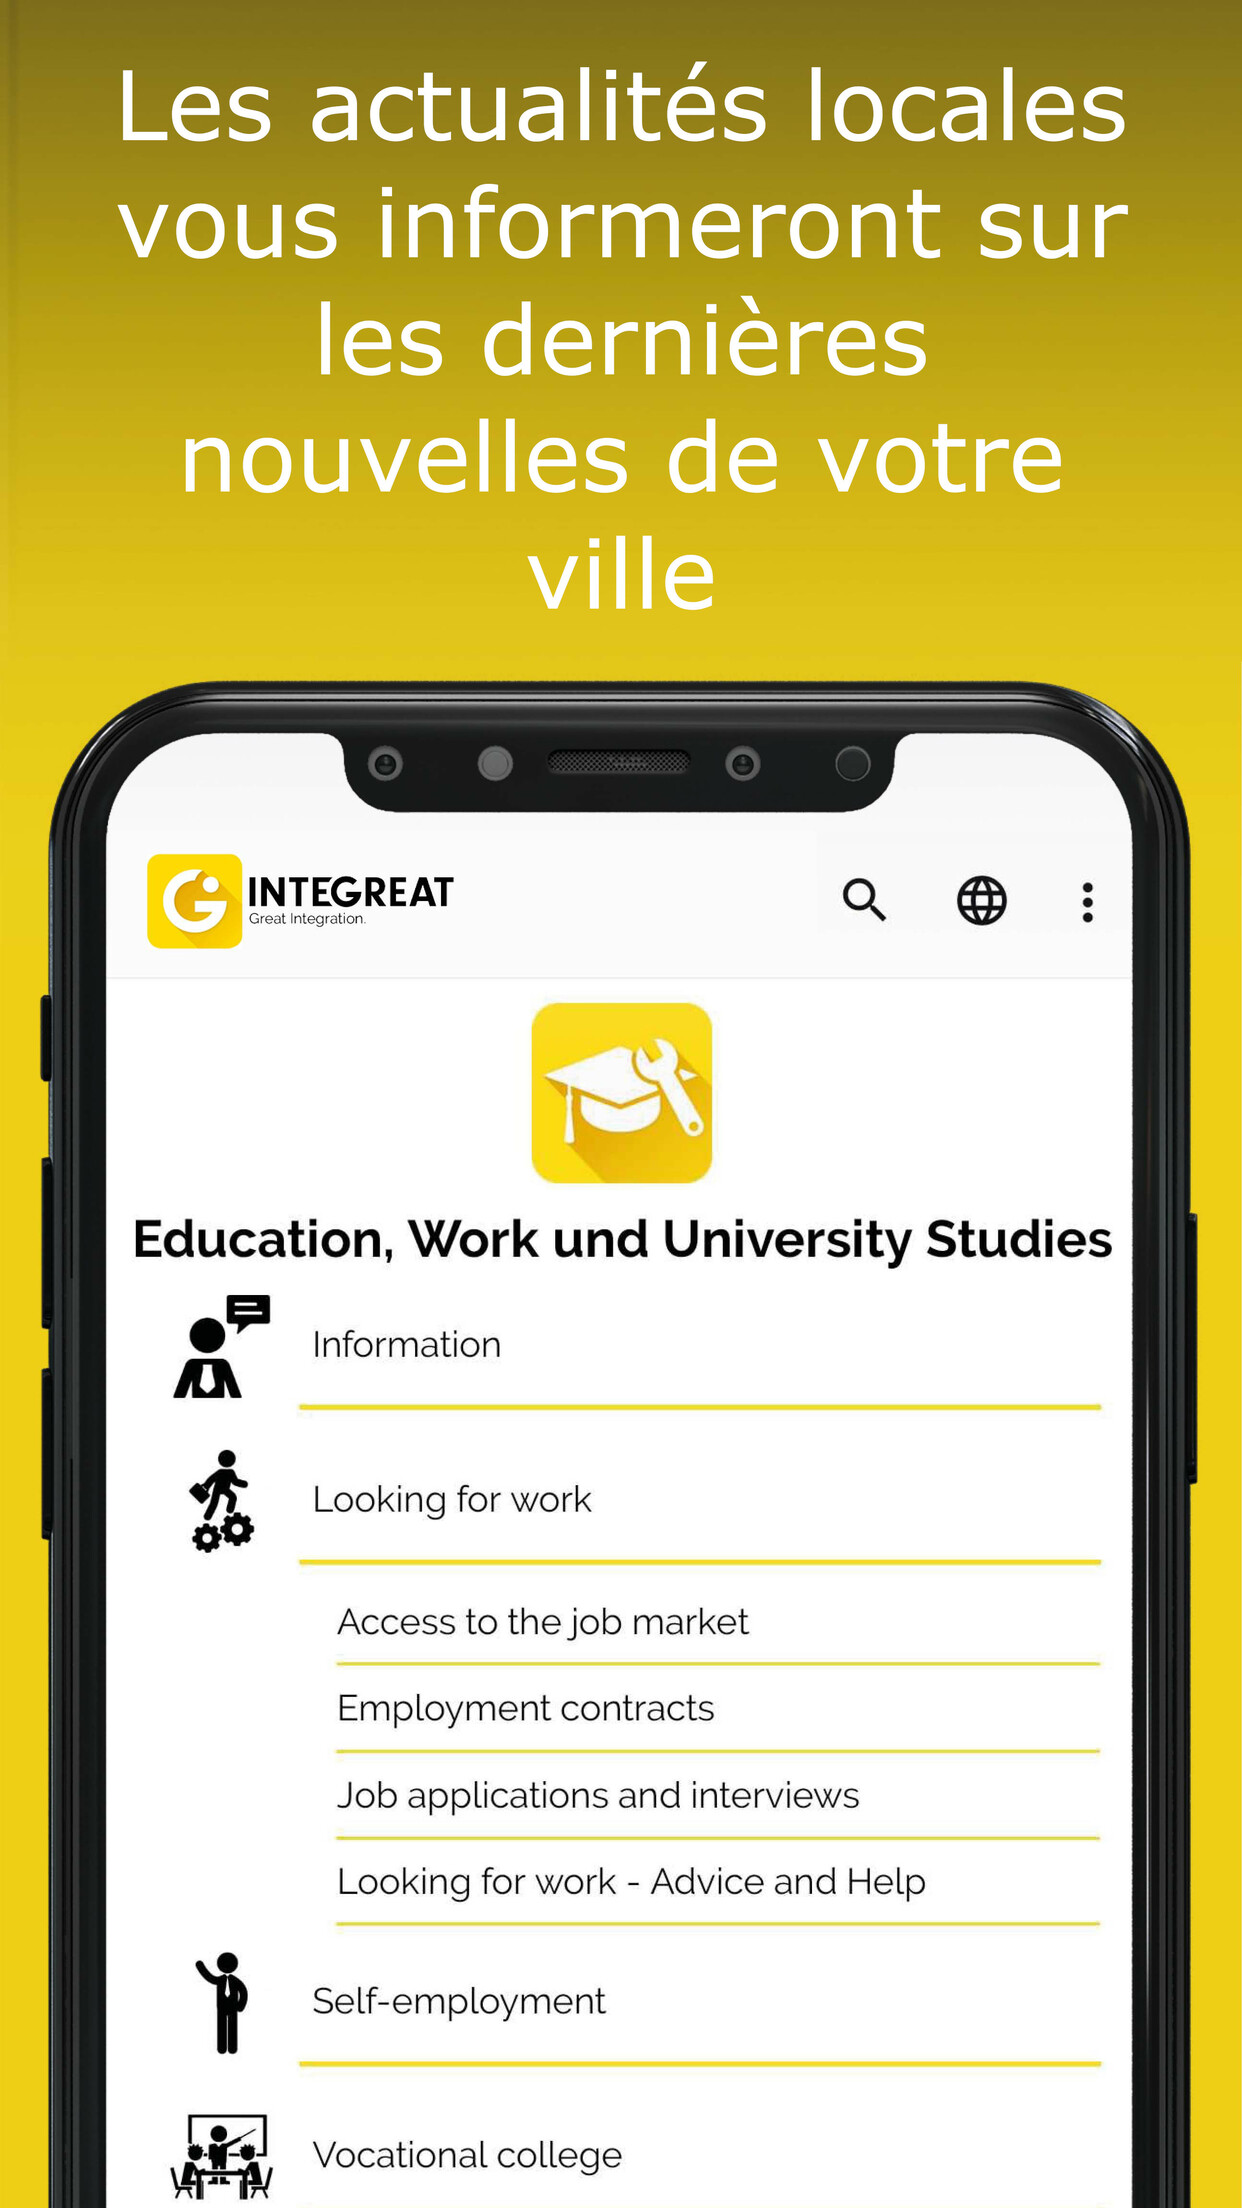 Les actualités locales
vous informeront sur
les dernières
nouvelles de votre
ville
INTEGREAT
Great Integration.
Education, Work und University Studies
Information
Looking for work
Access to the job market
Employment contracts
Job applications and interviews
Looking for work - Advice and Help
Self-employment
Vocational college